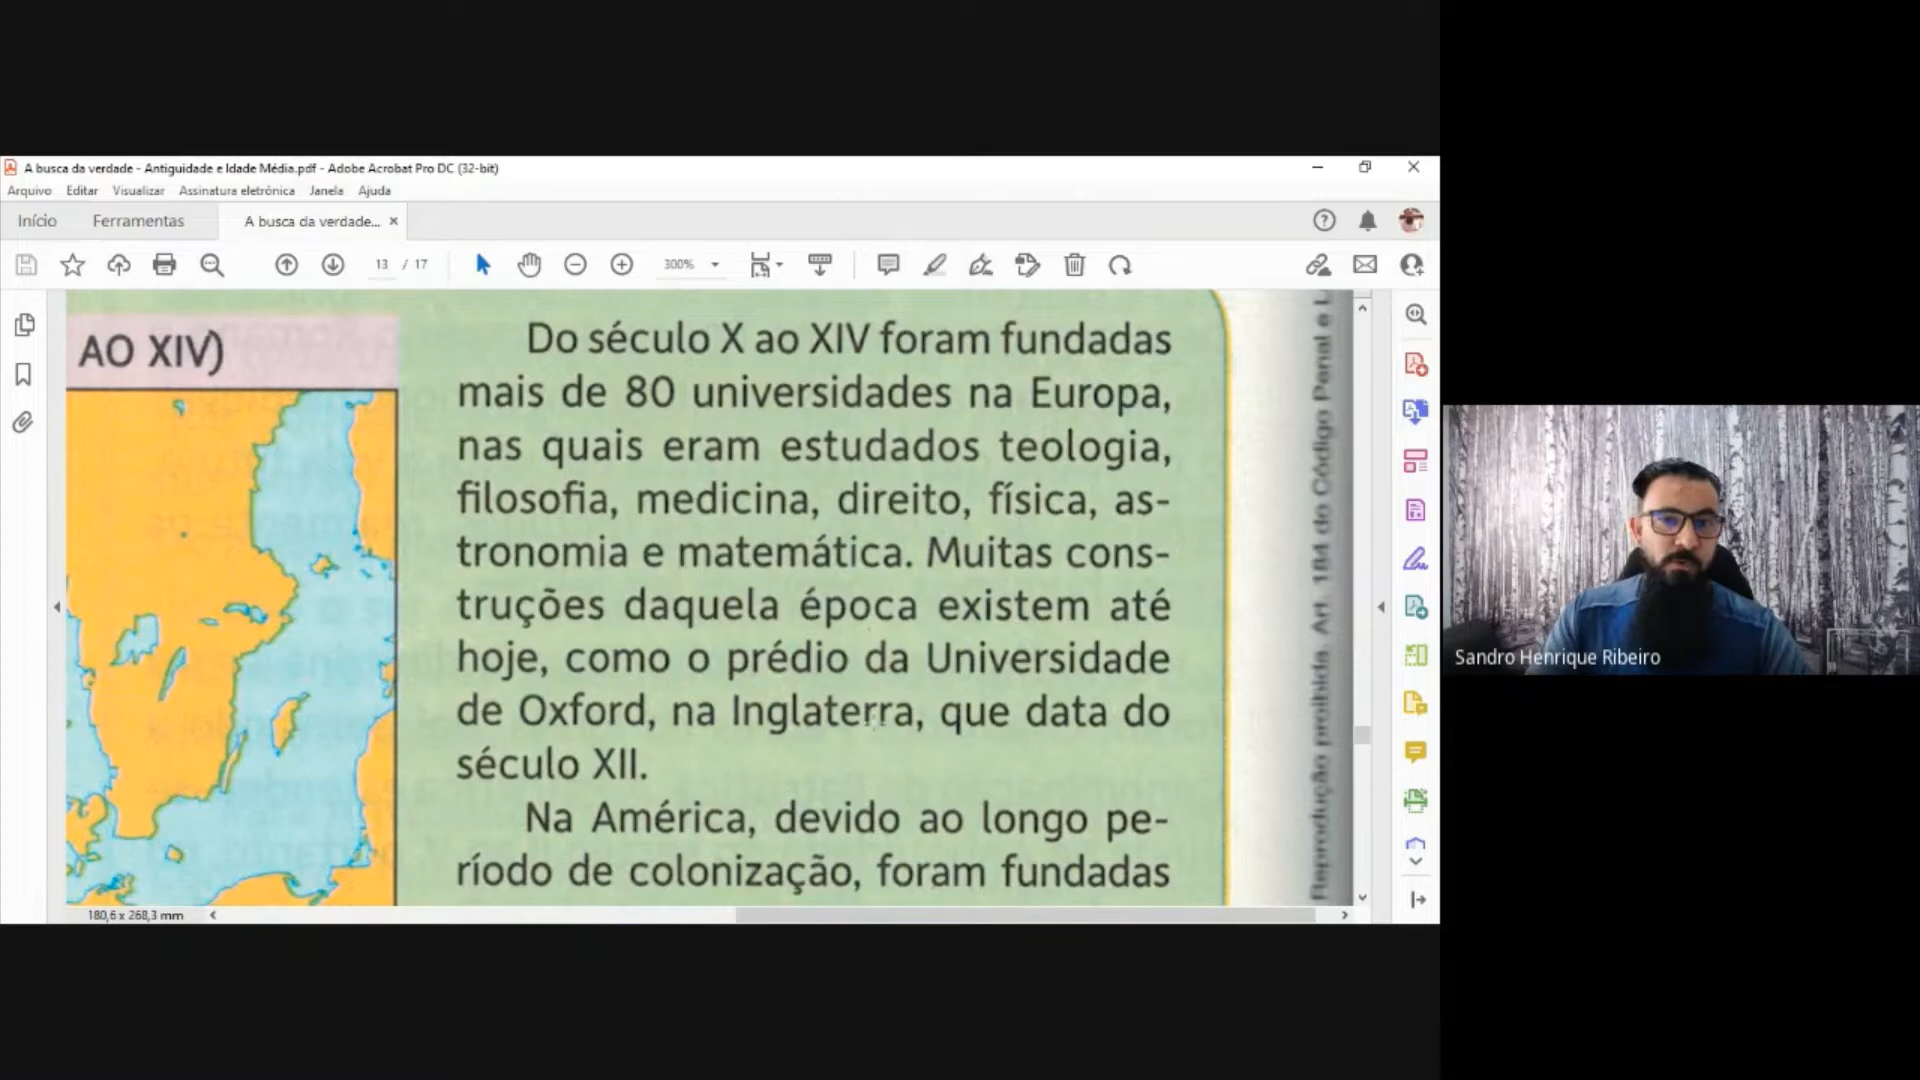 A busca da verdade - Antiguidade e Idade Média.pdf - Adobe Acrobat Pro DC (32-bit)
Arquivo Editar Visualizar Assinatura eletrônica Janela Ajuda
Início Ferramentas A busca da verdade...
13 / 17 300%
AO XIV)
Do século X ao XIV foram fundadas
mais de 80 universidades na Europa,
nas quais eram estudados teologia,
filosofia, medicina, direito, física, as-
tronomia e matemática. Muitas cons-
truções daquela época existem até
hoje, como o prédio da Universidade
de Oxford, na Inglaterra, que data do
século XII.
Na América, devido ao longo pe-
ríodo de colonização, foram fundadas
Reprodução proibida. Art. 184 do Código Penal e
180,6 x 268,3 mm
Sandro Henrique Ribeiro